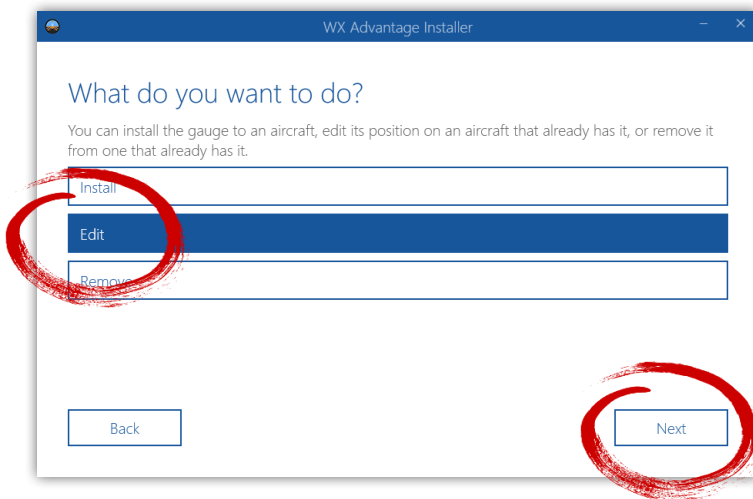 WX Advantage Installer
What do you want to do?
You can install the gauge to an aircraft, edit its position on an aircraft that already has it, or remove it
from one that already has it.
Install
Edit
Remove
Back
Next